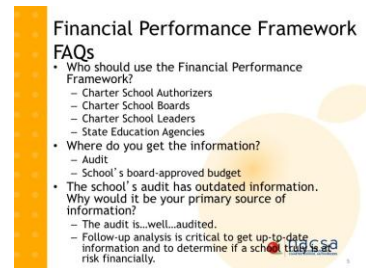 Financial Performance Framework
FAQs
• Who should use the Financial Performance
Framework?
– Charter School Authorizers
– Charter School Boards
– Charter School Leaders
– State Education Agencies
• Where do you get the information?
– Audit
– School's board-approved budget
• The school's audit has outdated information.
Why would it be your primary source of
information?
– The audit is…well…audited.
– Follow-up analysis is critical to get up-to-date
information and to determine if a school truly is at
risk financially.
nacsa